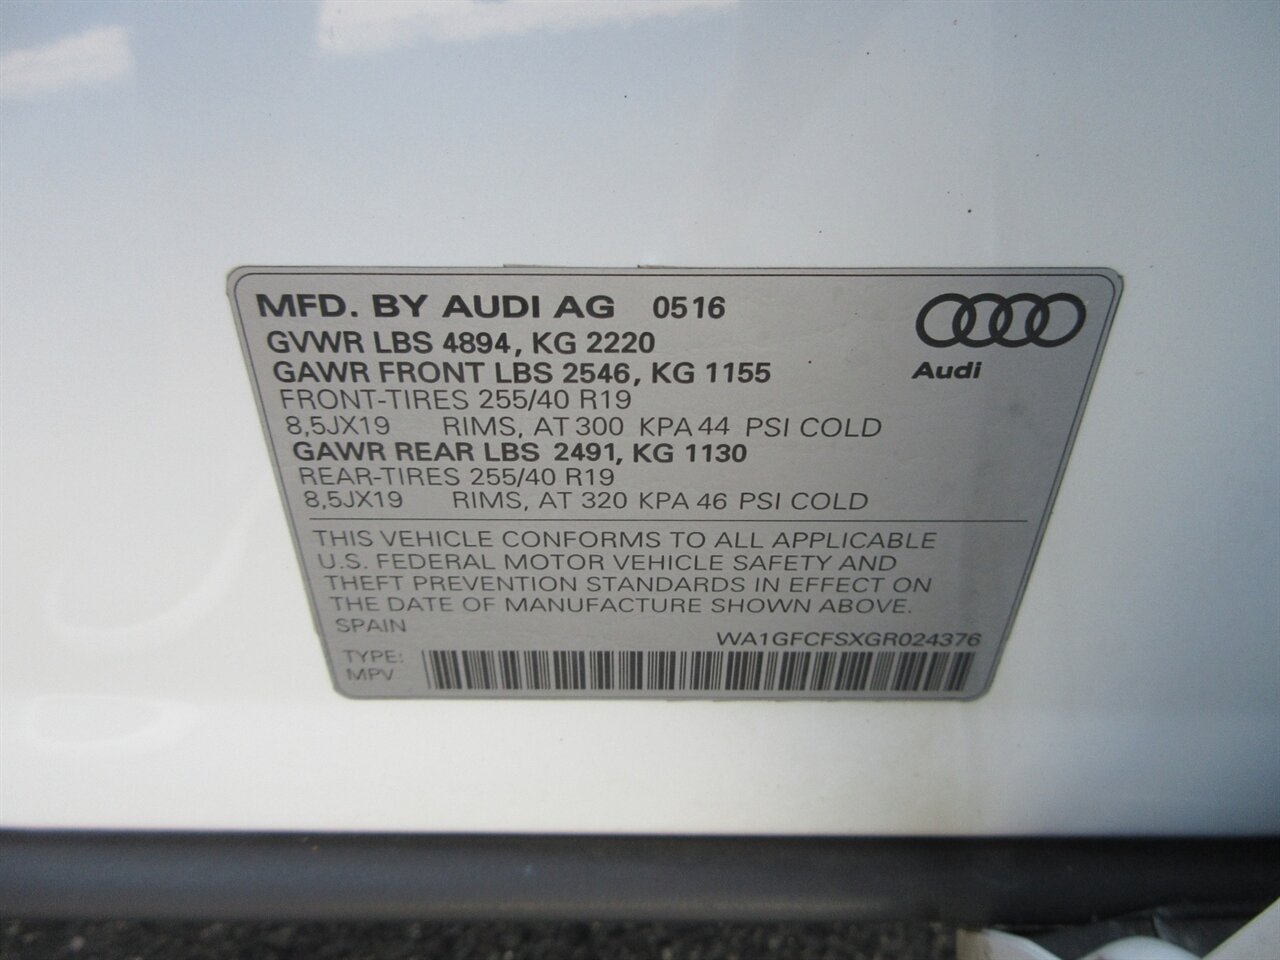 MFD. BY AUDI AG 0516
GVWR LBS 4894, KG 2220
GAWR FRONT LBS 2546, KG 1155
Audi
FRONT-TIRES 255/40 R19
8,5JX19 RIMS, AT 300 KPA 44 PSI COLD
GAWR REAR LBS 2491, KG 1130
REAR-TIRES 255/40 R19
8,5JX19 RIMS, AT 320 KPA 46 PSI COLD
THIS VEHICLE CONFORMS TO ALL APPLICABLE
U.S. FEDERAL MOTOR VEHICLE SAFETY AND
THEFT PREVENTION STANDARDS IN EFFECT ON
THE DATE OF MANUFACTURE SHOWN ABOVE.
SPAIN
WA1GFCFSXGR024376
TYPE:
MPV